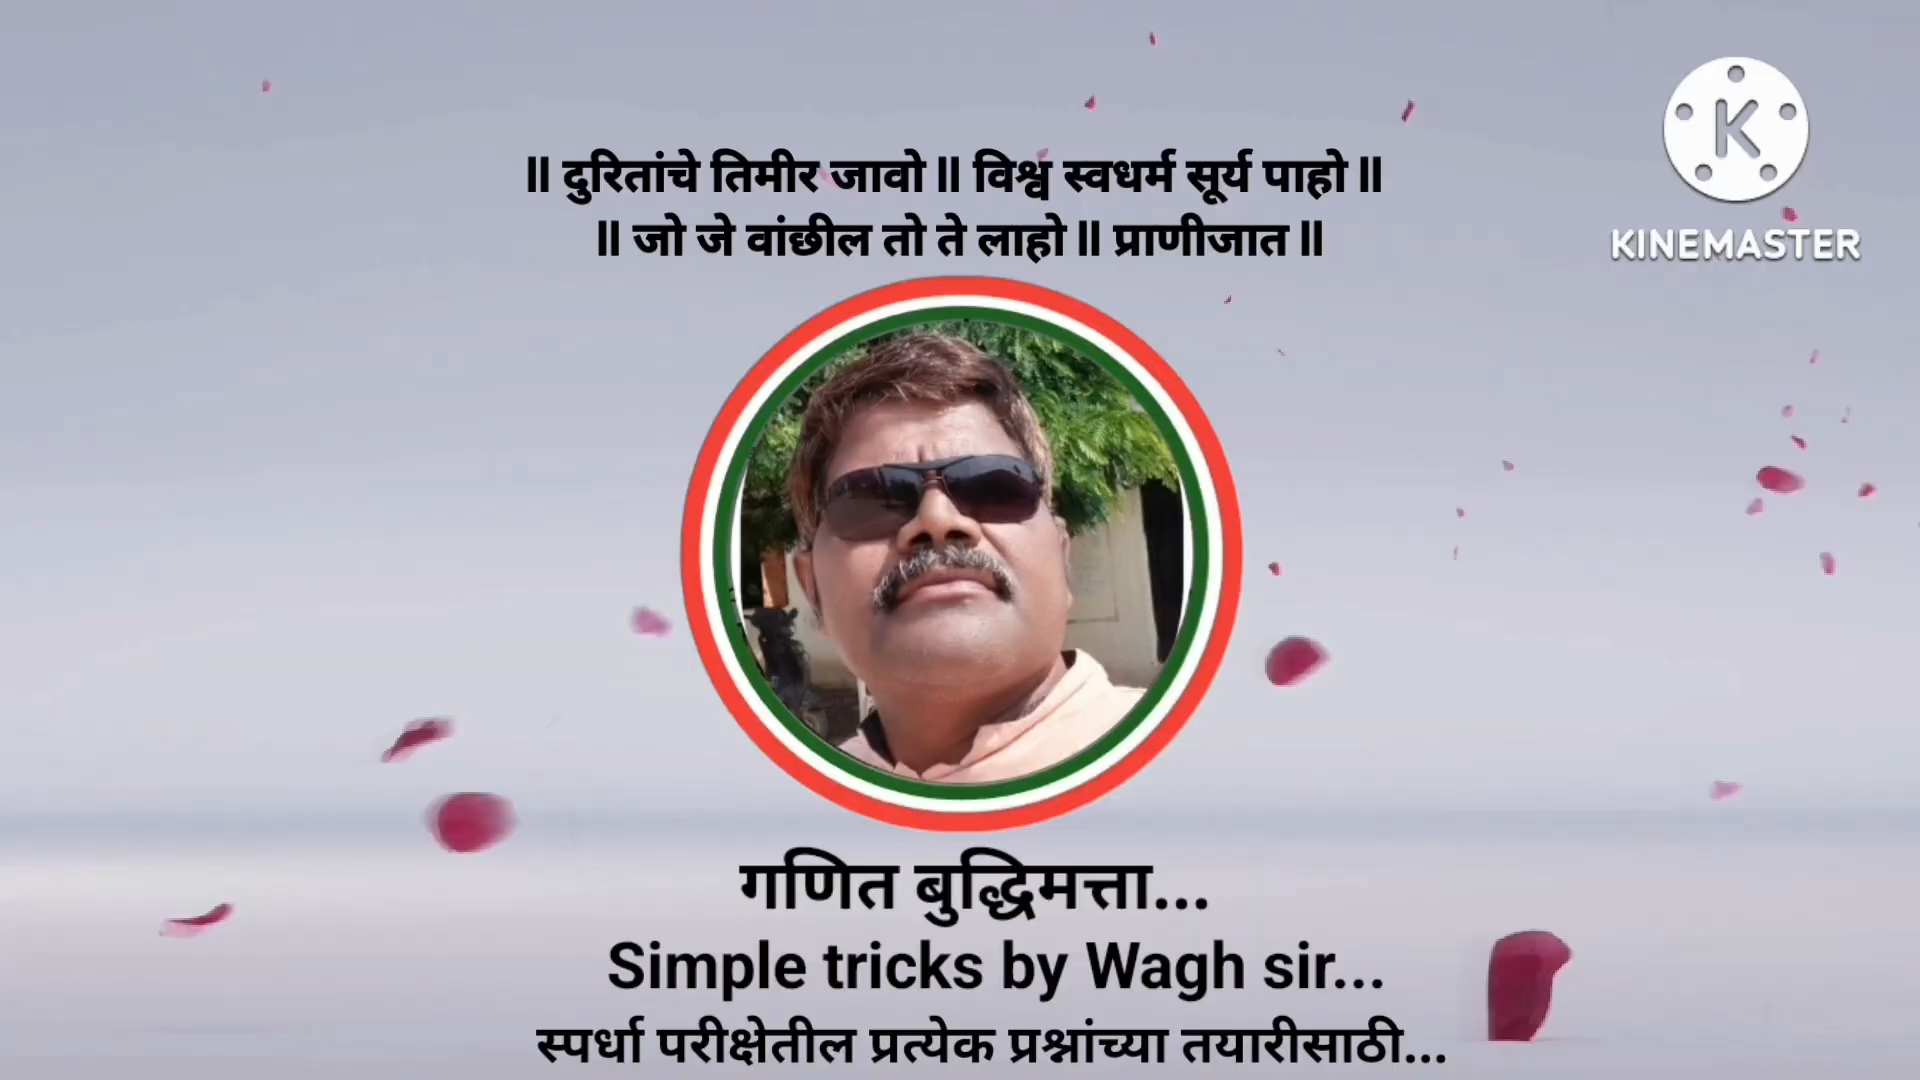 ॥ दुरितांचे तिमीर जावो ॥ विश्व स्वधर्म सूर्य पाहो ॥
॥ जो जे वांछील तो ते लाहो ॥ प्राणीजात ॥
K
KINEMASTER
गणित बुद्धिमत्ता...
Simple tricks by Wagh sir...
स्पर्धा परीक्षेतील प्रत्येक प्रश्नांच्या तयारीसाठी...